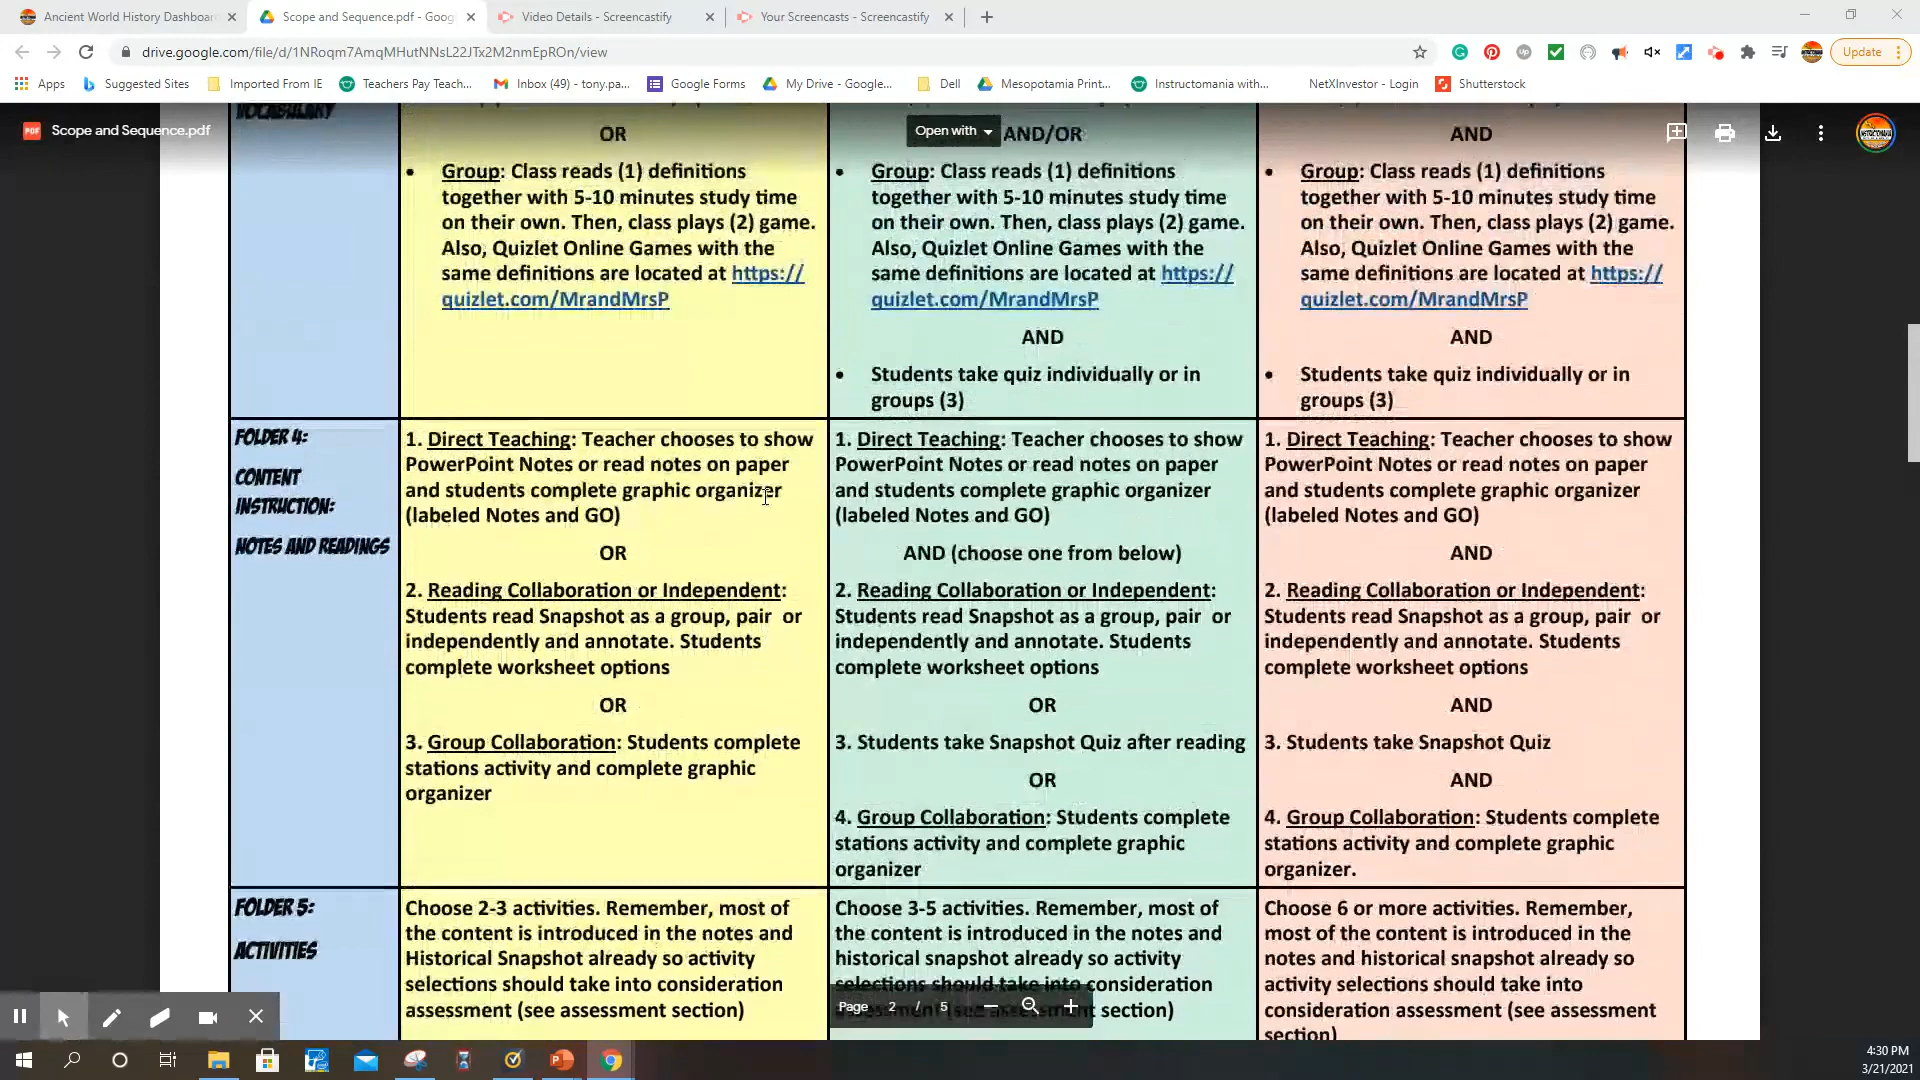 Ancient World History Dashboar
Scope and Sequence.pdf - Goog
Video Details - Screencastify
Your Screencasts - Screencastify
drive.google.com/file/d/1NRoqm7AmqMHutNNsL22JTx2M2nmEpROn/view
Update
Apps
Suggested Sites
Imported From IE
Teachers Pay Teach...
Inbox (49) - tony.pa...
Google Forms
My Drive - Google...
Dell
Mesopotamia Print...
Instructomania with...
NetXInvestor - Login
Shutterstock
PDF
Scope and Sequence.pdf
Open with
VOCABULARY
OR
Group: Class reads (1) definitions
together with 5-10 minutes study time
on their own. Then, class plays (2) game.
Also, Quizlet Online Games with the
same definitions are located at https://
quizlet.com/MrandMrsP
AND/OR
Group: Class reads (1) definitions
together with 5-10 minutes study time
on their own. Then, class plays (2) game.
Also, Quizlet Online Games with the
same definitions are located at https://
quizlet.com/MrandMrsP
AND
Students take quiz individually or in
groups (3)
AND
Group: Class reads (1) definitions
together with 5-10 minutes study time
on their own. Then, class plays (2) game.
Also, Quizlet Online Games with the
same definitions are located at https://
quizlet.com/MrandMrsP
AND
Students take quiz individually or in
groups (3)
FOLDER 4:
CONTENT
INSTRUCTION:
NOTES AND READINGS
1. Direct Teaching: Teacher chooses to show
PowerPoint Notes or read notes on paper
and students complete graphic organizer
(labeled Notes and GO)
OR
2. Reading Collaboration or Independent:
Students read Snapshot as a group, pair or
independently and annotate. Students
complete worksheet options
OR
3. Group Collaboration: Students complete
stations activity and complete graphic
organizer
1. Direct Teaching: Teacher chooses to show
PowerPoint Notes or read notes on paper
and students complete graphic organizer
(labeled Notes and GO)
AND (choose one from below)
2. Reading Collaboration or Independent:
Students read Snapshot as a group, pair or
independently and annotate. Students
complete worksheet options
OR
3. Students take Snapshot Quiz after reading
OR
4. Group Collaboration: Students complete
stations activity and complete graphic
organizer
1. Direct Teaching: Teacher chooses to show
PowerPoint Notes or read notes on paper
and students complete graphic organizer
(labeled Notes and GO)
AND
2. Reading Collaboration or Independent:
Students read Snapshot as a group, pair or
independently and annotate. Students
complete worksheet options
AND
3. Students take Snapshot Quiz
AND
4. Group Collaboration: Students complete
stations activity and complete graphic
organizer.
FOLDER 5:
ACTIVITIES
Choose 2-3 activities. Remember, most of
the content is introduced in the notes and
Historical Snapshot already so activity
selections should take into consideration
assessment (see assessment section)
Choose 3-5 activities. Remember, most of
the content is introduced in the notes and
historical snapshot already so activity
selections should take into consideration
assessment (see assessment section)
Choose 6 or more activities. Remember,
most of the content is introduced in the
notes and historical snapshot already so
activity selections should take into
consideration assessment (see assessment
section)
Page 2 / 5
4:30 PM
3/21/2021